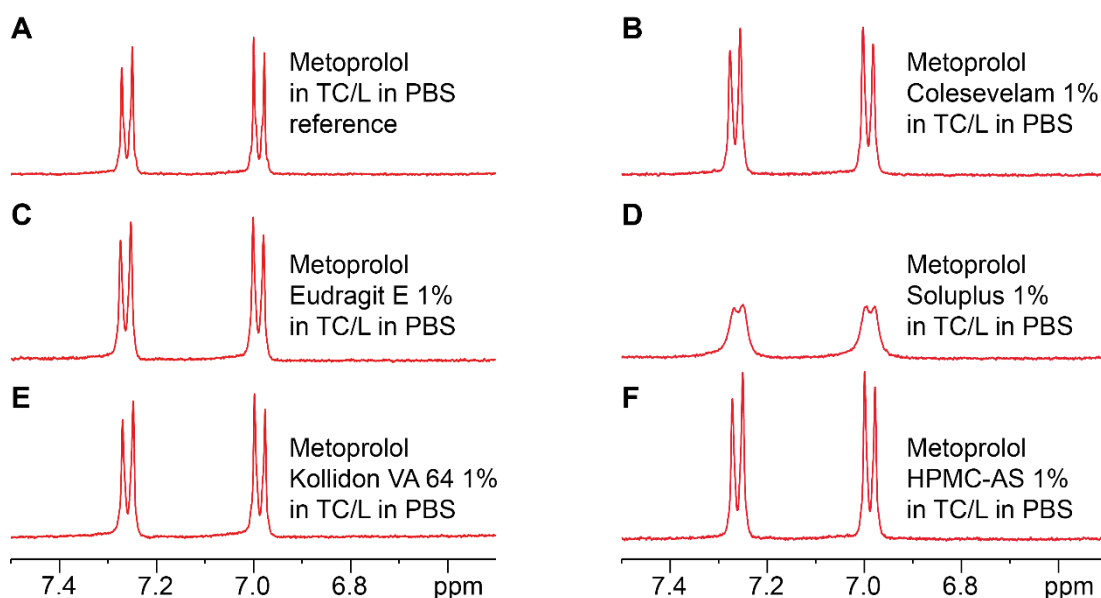 A
Metoprolol
in TC/L in PBS
reference
B
Metoprolol
Colesevelam 1%
in TC/L in PBS
C
Metoprolol
Eudragit E 1%
in TC/L in PBS
D
Metoprolol
Soluplus 1%
in TC/L in PBS
E
Metoprolol
Kollidon VA 64 1%
in TC/L in PBS
F
Metoprolol
HPMC-AS 1%
in TC/L in PBS
7.4 7.2 7.0 6.8 ppm
7.4 7.2 7.0 6.8 ppm